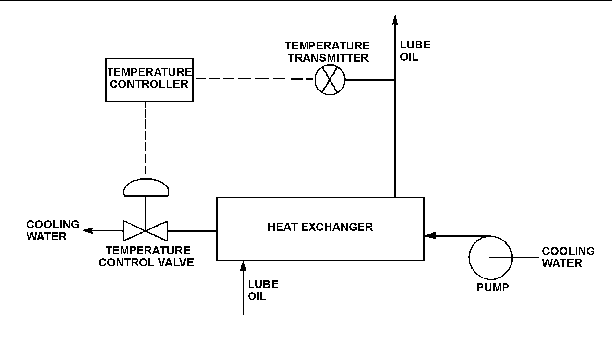 TEMPERATURE
TRANSMITTER
LUBE
OIL
TEMPERATURE
CONTROLLER
COOLING
WATER
TEMPERATURE
CONTROL VALVE
HEAT EXCHANGER
LUBE
OIL
PUMP
COOLING
WATER